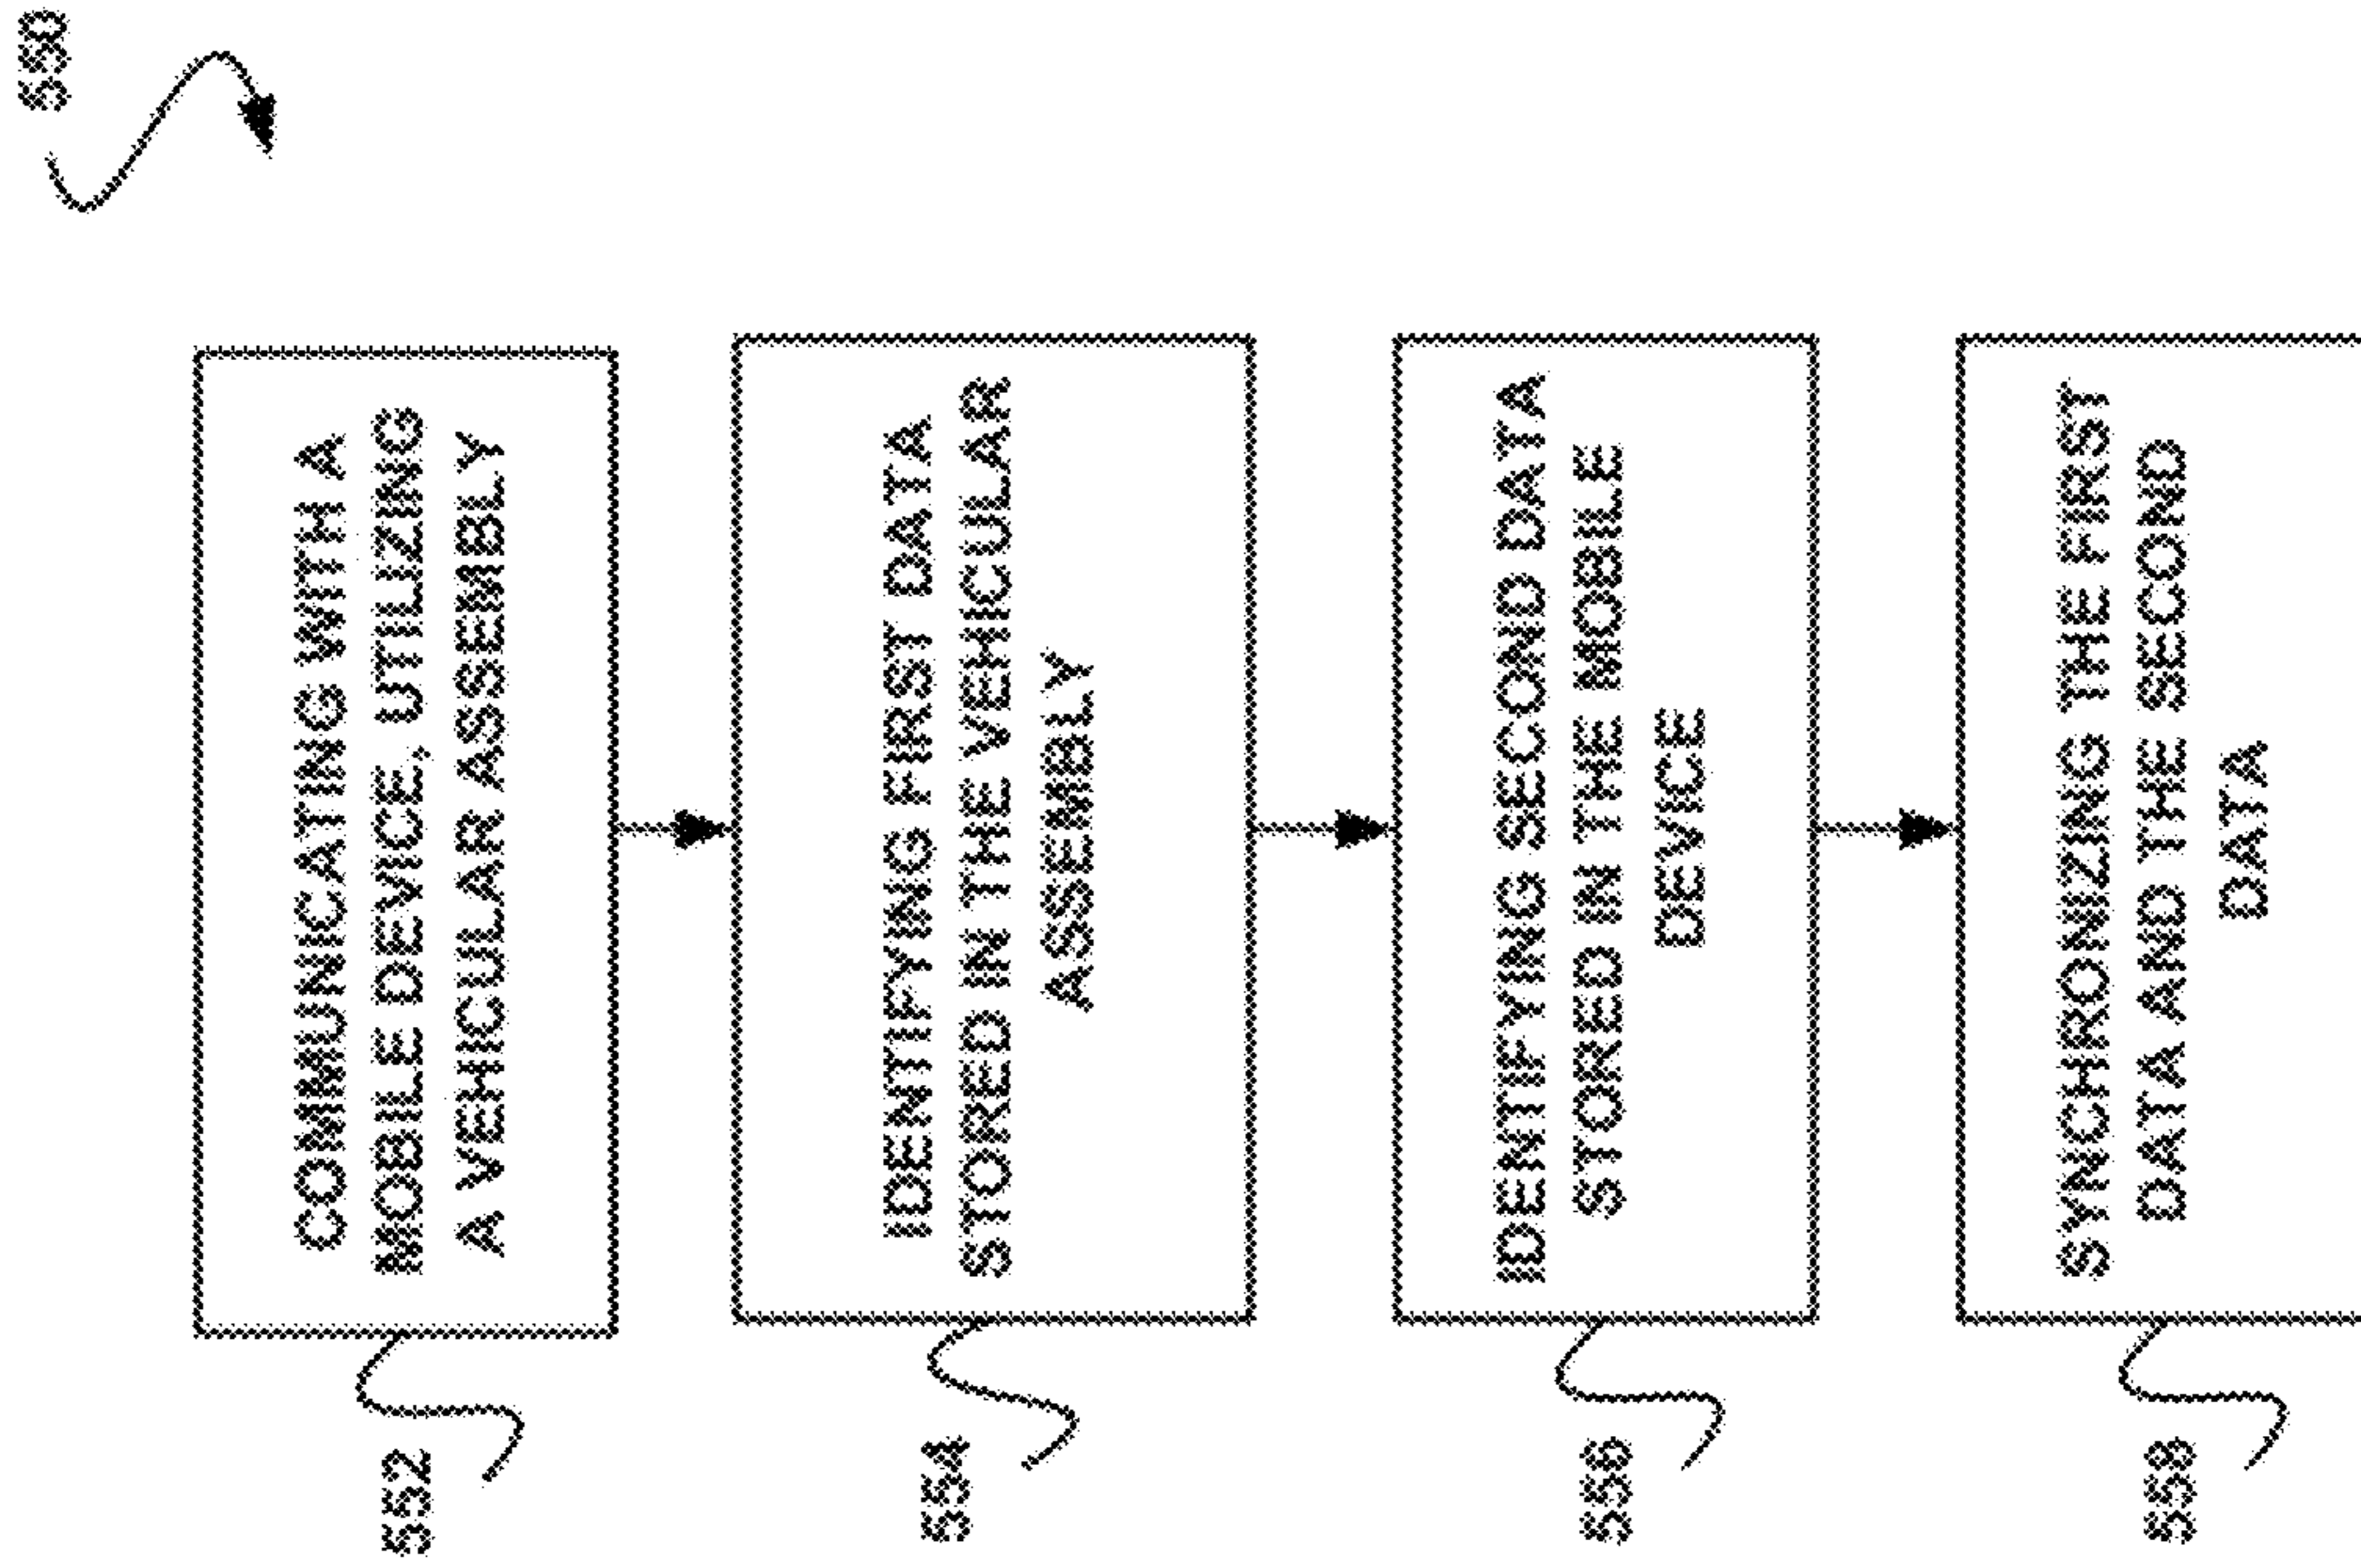 550
COMMUNICATING WITH A
MOBILE DEVICE, UTILIZING
A VEHICULAR ASSEMBLY
552
IDENTIFYING FIRST DATA
STORED IN THE VEHICULAR
ASSEMBLY
554
IDENTIFYING SECOND DATA
STORED IN THE MOBILE
DEVICE
556
SYNCHRONIZING THE FIRST
DATA AND THE SECOND
DATA
558